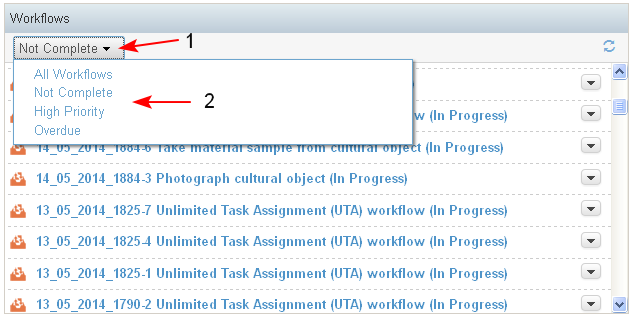 Workflows
Not Complete
1
All Workflows
Not Complete
High Priority
Overdue
2
workflow (In Progress)
14_05_2014_1884-6 Take material sample from cultural object (In Progress)
14_05_2014_1884-3 Photograph cultural object (In Progress)
13_05_2014_1825-7 Unlimited Task Assignment (UTA) workflow (In Progress)
13_05_2014_1825-4 Unlimited Task Assignment (UTA) workflow (In Progress)
13_05_2014_1825-1 Unlimited Task Assignment (UTA) workflow (In Progress)
13_05_2014_1790-2 Unlimited Task Assignment (UTA) workflow (In Progress)